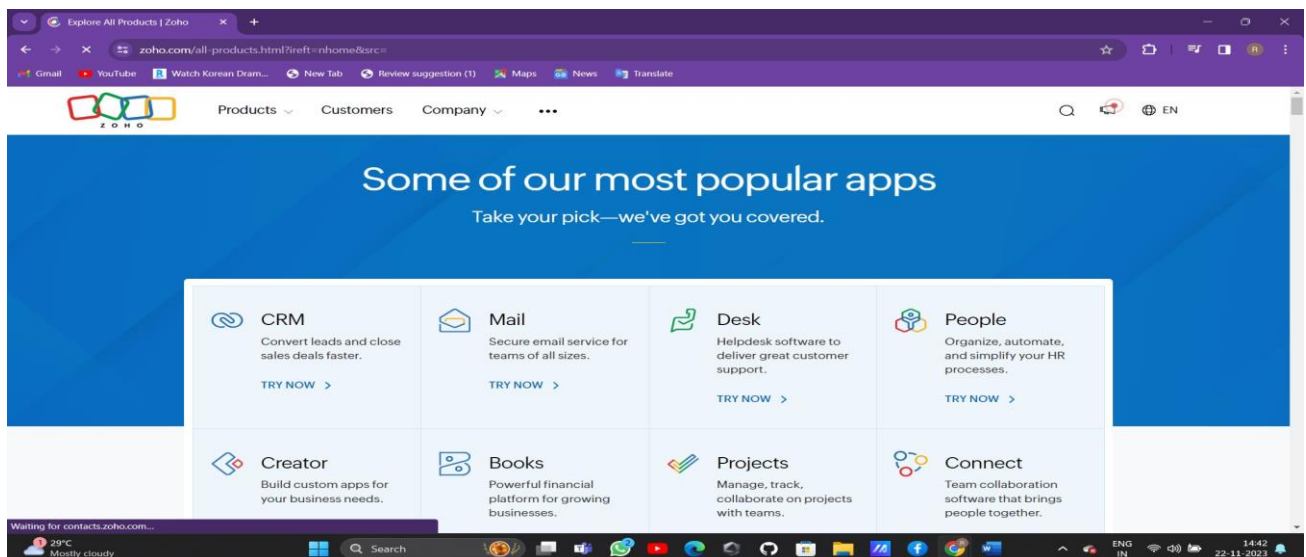 Explore All Products | Zoho
zoho.com/all-products.html?ireft=nhome&src=
Gmail YouTube Watch Korean Dram... New Tab Review suggestion (1) Maps News Translate
ZOHO Products Customers Company ••• EN
Some of our most popular apps
Take your pick—we've got you covered.
CRM
Convert leads and close
sales deals faster.
TRY NOW >
Mail
Secure email service for
teams of all sizes.
TRY NOW >
Desk
Helpdesk software to
deliver great customer
support.
TRY NOW >
People
Organize, automate,
and simplify your HR
processes.
TRY NOW >
Creator
Build custom apps for
your business needs.
Books
Powerful financial
platform for growing
businesses.
Projects
Manage, track,
collaborate on projects
with teams.
Connect
Team collaboration
software that brings
people together.
Waiting for contacts.zoho.com...
29°C
Mostly cloudy
Search
ENG
IN
14:42
22-11-2023